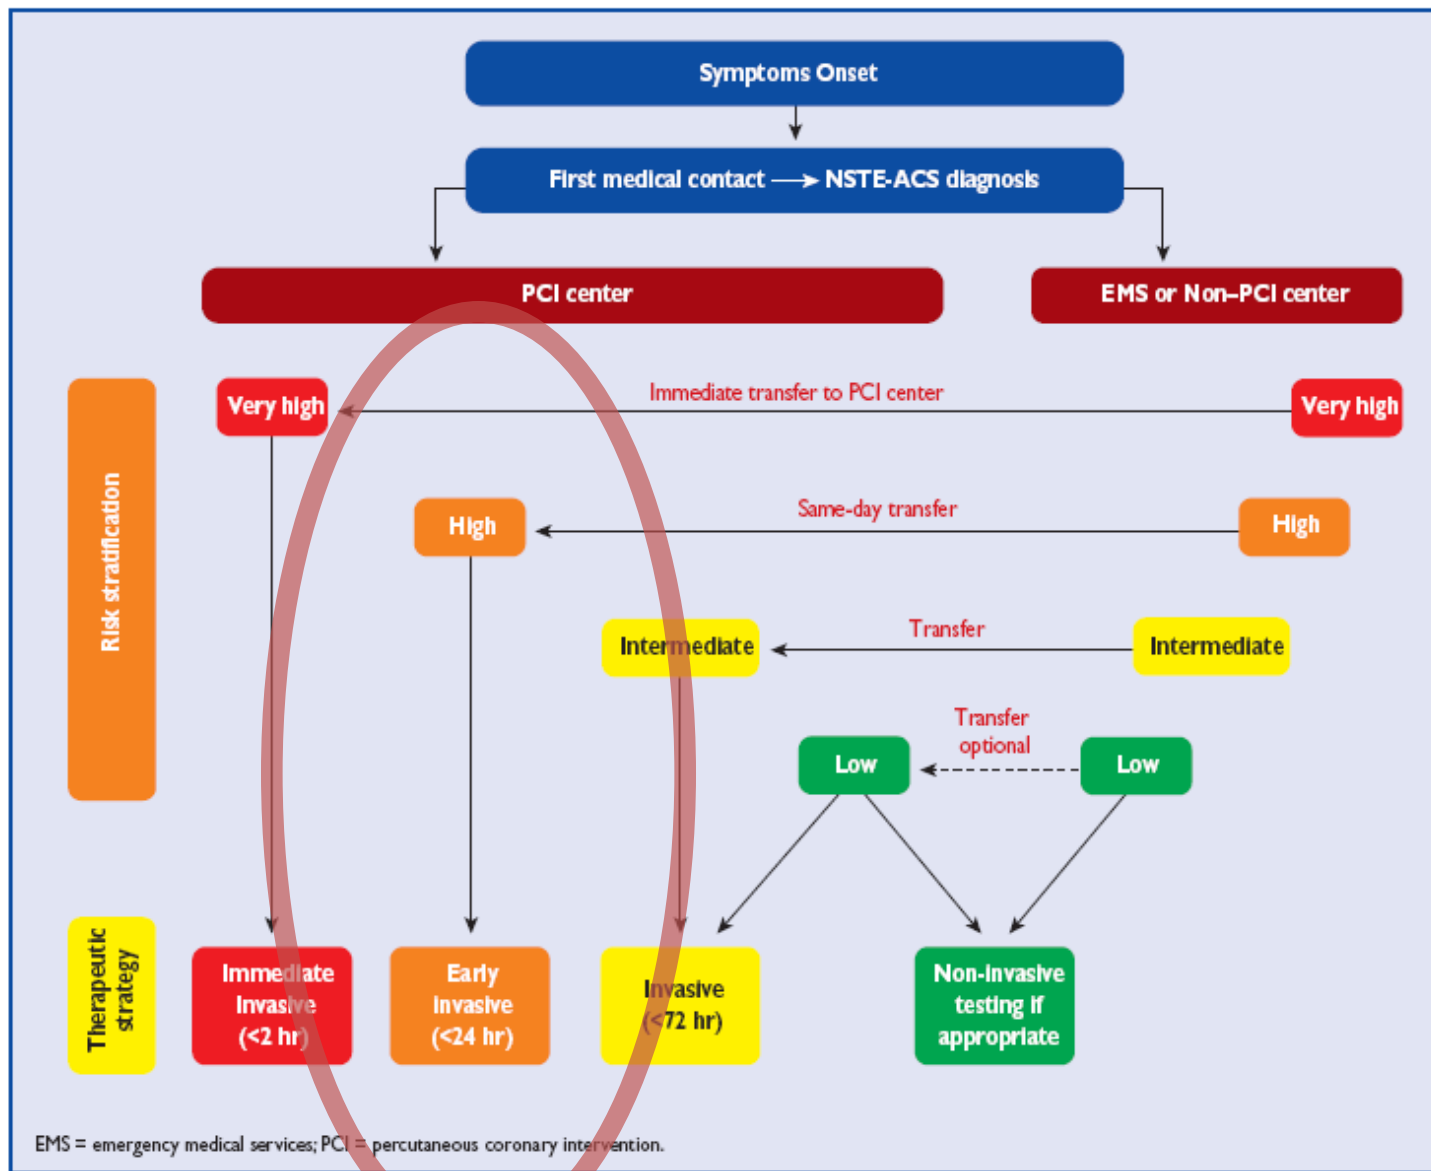 Symptoms Onset
First medical contact → NSTE-ACS diagnosis
PCI center
EMS or Non–PCI center
Risk stratification
Very high
Immediate transfer to PCI center
Very high
High
Same-day transfer
High
Intermediate
Transfer
Intermediate
Low
Transfer
optional
Low
Therapeutic
strategy
Immediate
Invasive
(<2 hr)
Early
invasive
(<24 hr)
Invasive
(<72 hr)
Non-invasive
testing if
appropriate
EMS = emergency medical services; PCI = percutaneous coronary intervention.